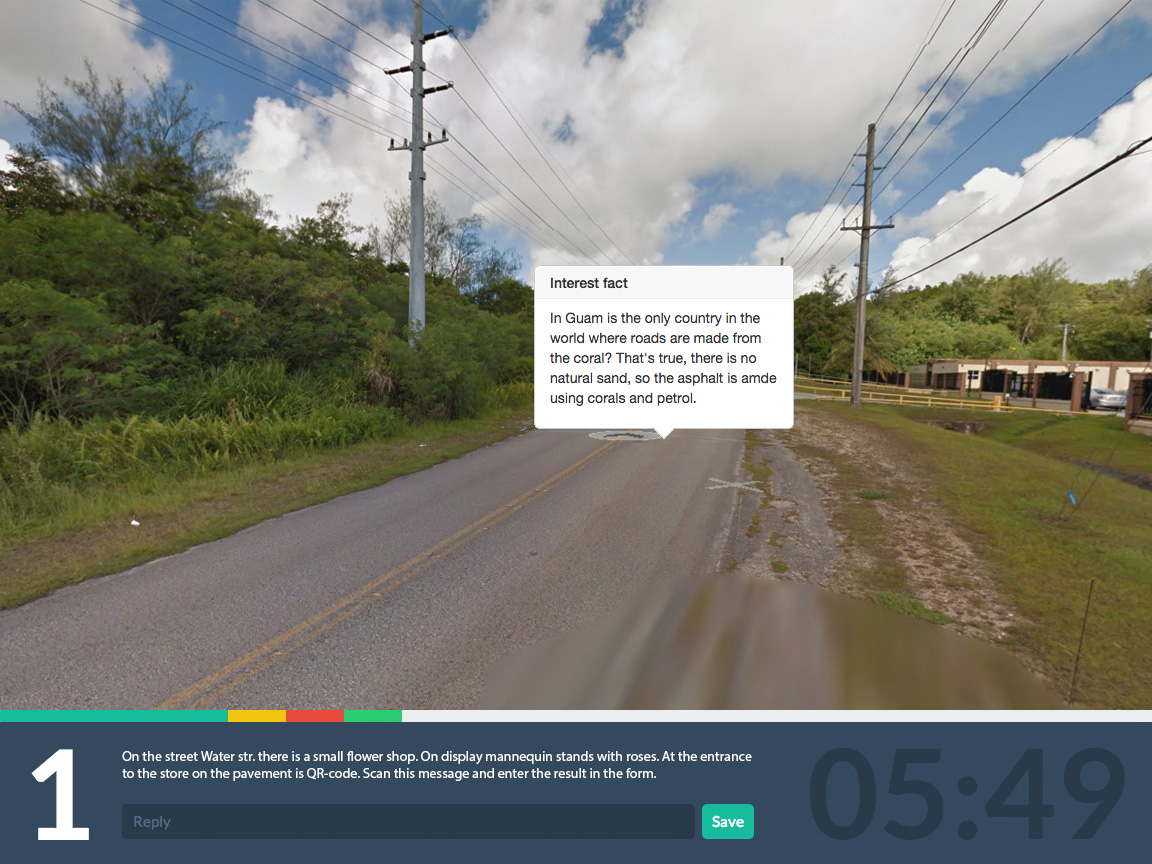 Interest fact
In Guam is the only country in the
world where roads are made from
the coral? That's true, there is no
natural sand, so the asphalt is amde
using corals and petrol.
1
On the street Water str. there is a small flower shop. On display mannequin stands with roses. At the entrance
to the store on the pavement is QR-code. Scan this message and enter the result in the form.
Reply
Save
05:49